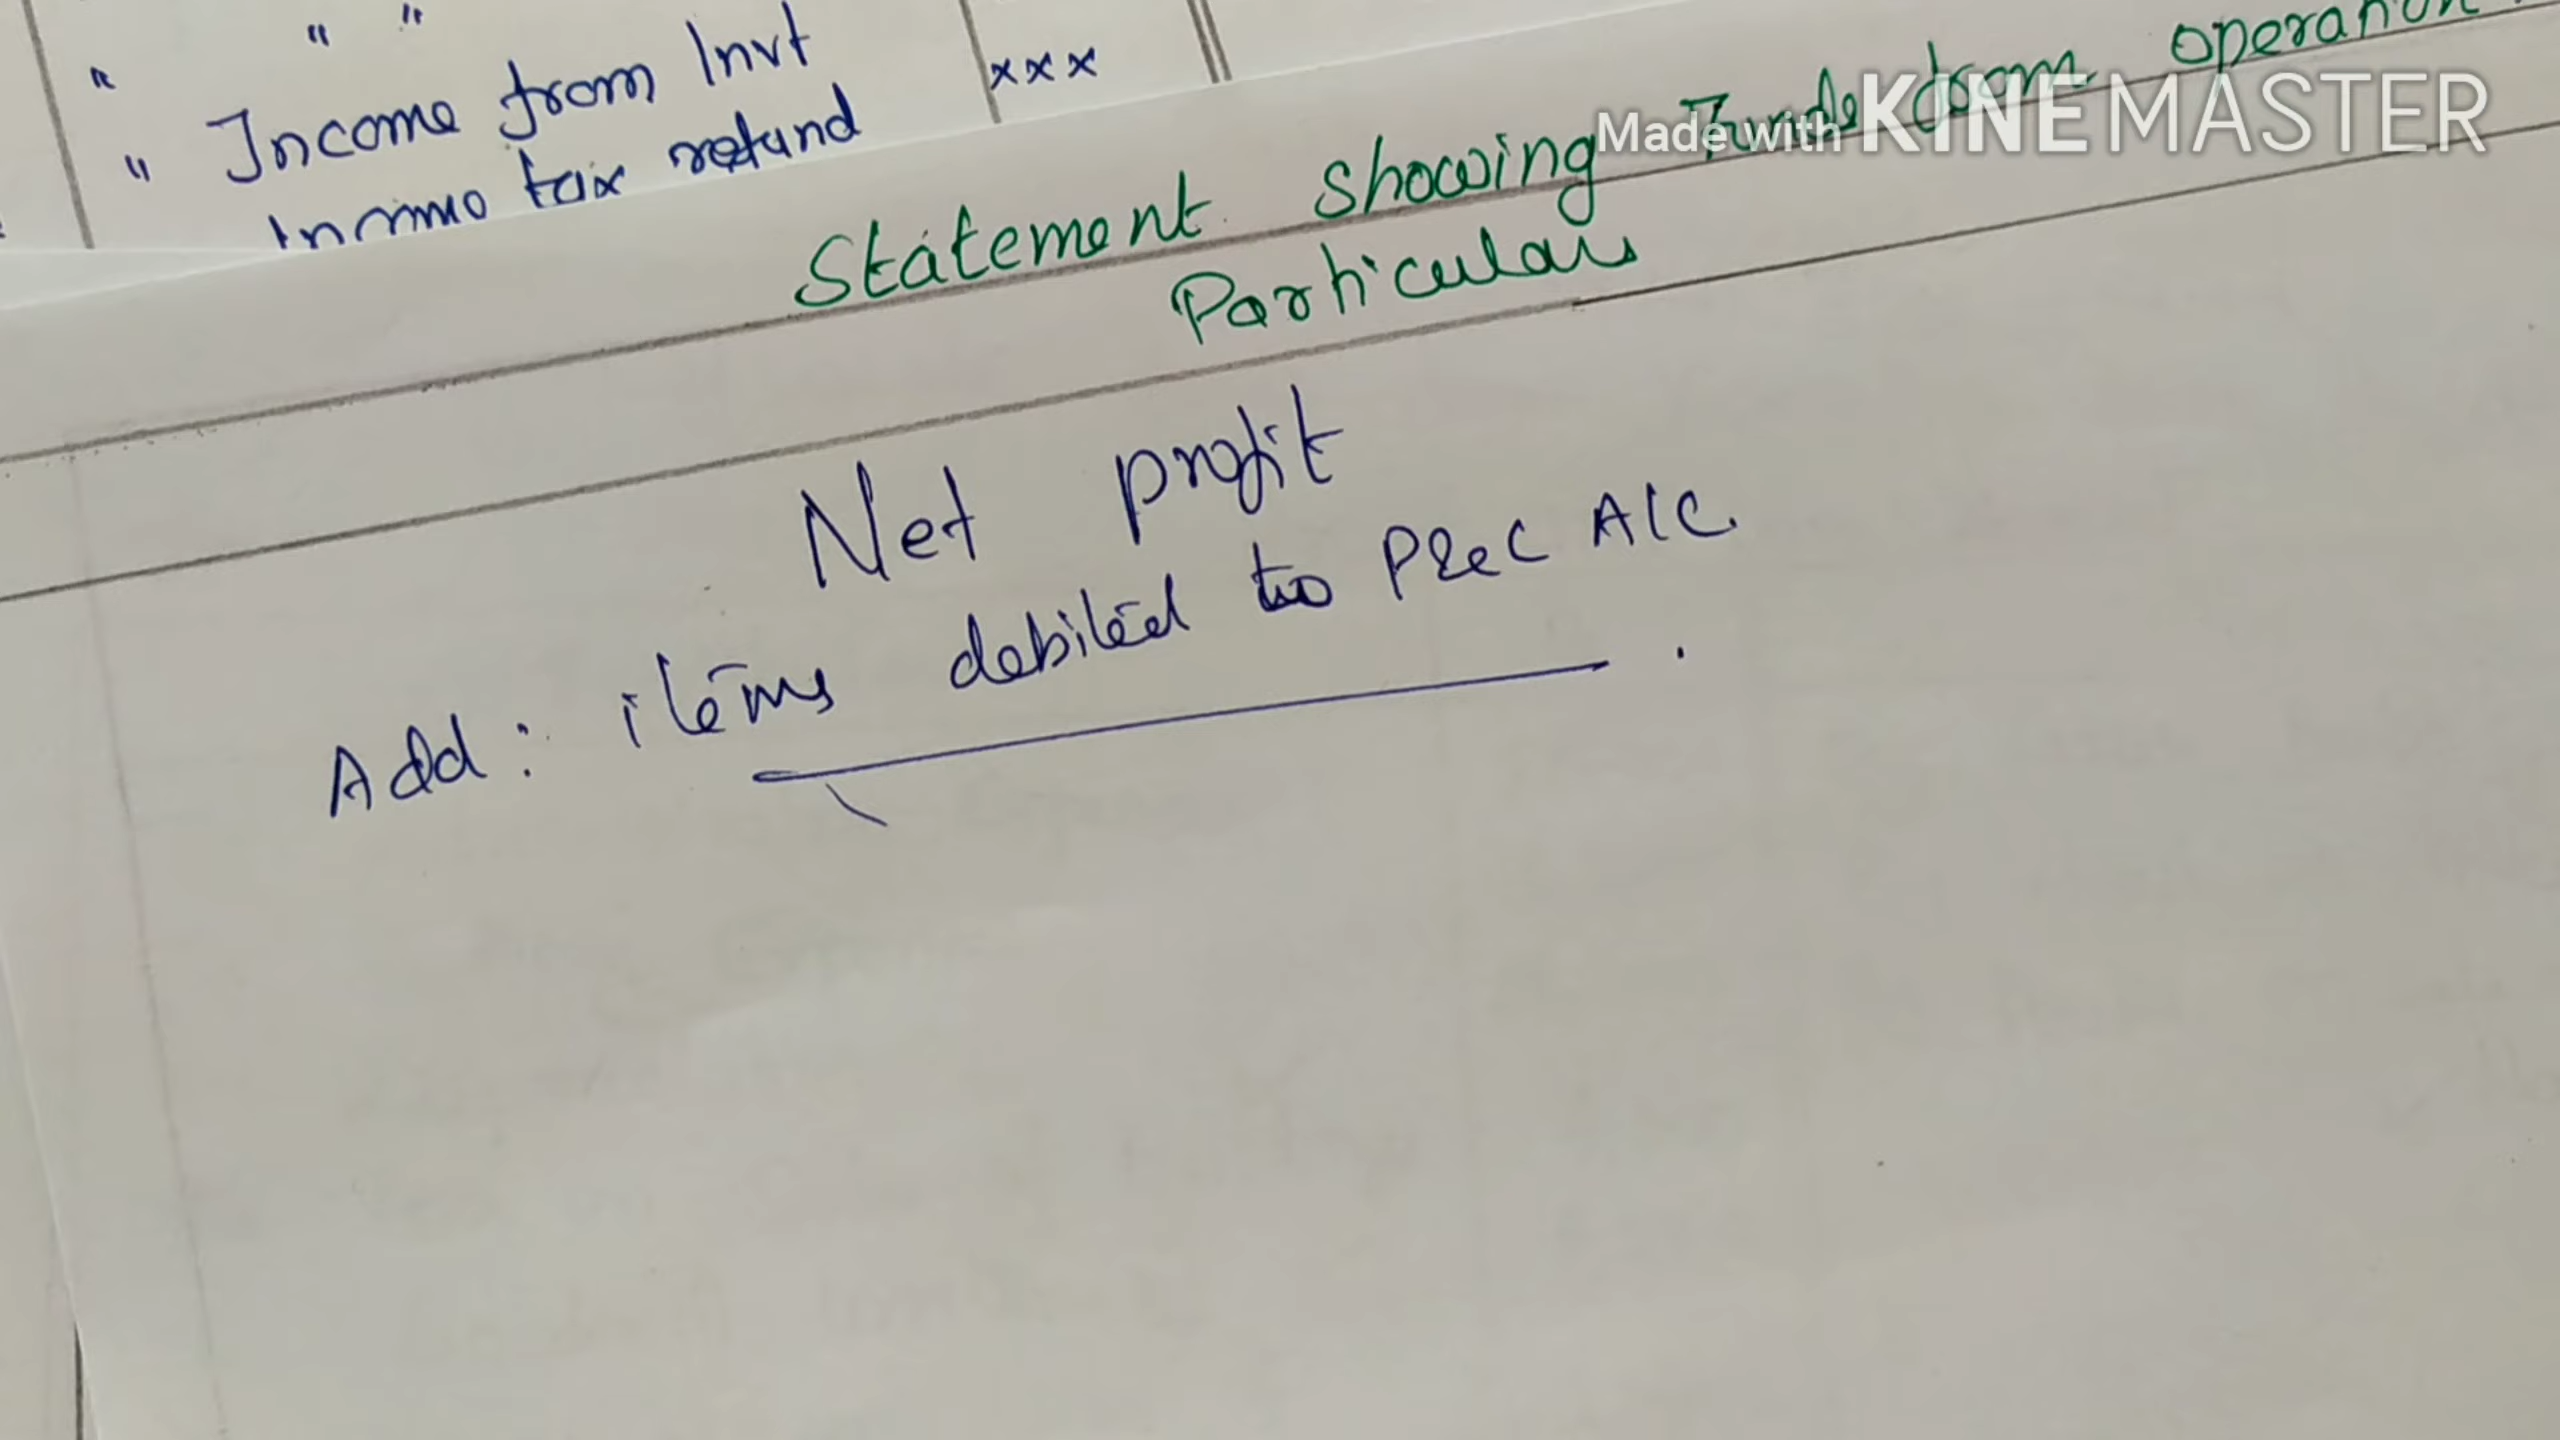 " " "
" Income from Invt xxx
Income tax refund
Statement showing Funds from operation
Made with KINEMASTER
Particulars
Net profit
Add: items debited to P&L A/C